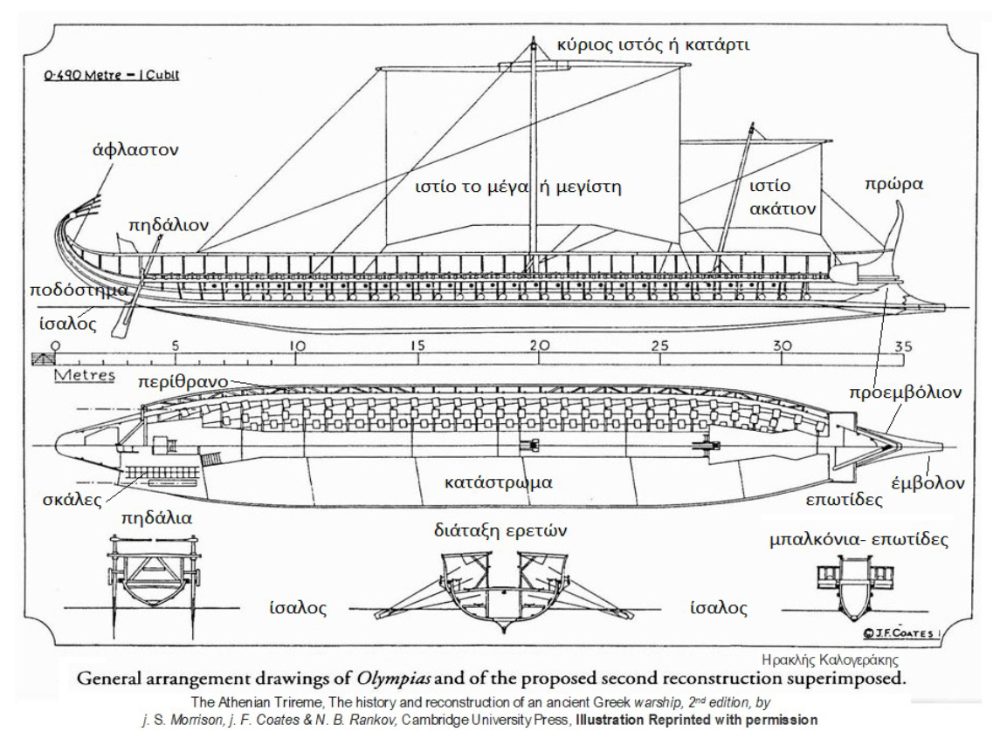 κύριος ιστός ή κατάρτι
0·490 Metre – 1 Cubit
άφλαστον
ιστίο το μέγα ή μεγίστη
ιστίο
ακάτιον
πρώρα
πηδάλιον
ποδόστημα
ίσαλος
0 5 10 15 20 25 30 35
Metres
περίθρανο
προεμβόλιον
κατάστρωμα
έμβολον
σκάλες
επωτίδες
πηδάλια
διάταξη ερετών
μπαλκόνια- επωτίδες
ίσαλος
ίσαλος
©J.F.COATES
Ηρακλής Καλογεράκης
General arrangement drawings of Olympias and of the proposed second reconstruction superimposed.
The Athenian Trireme, The history and reconstruction of an ancient Greek warship, 2nd edition, by
j. S. Morrison, j. F. Coates & N. B. Rankov, Cambridge University Press, Illustration Reprinted with permission